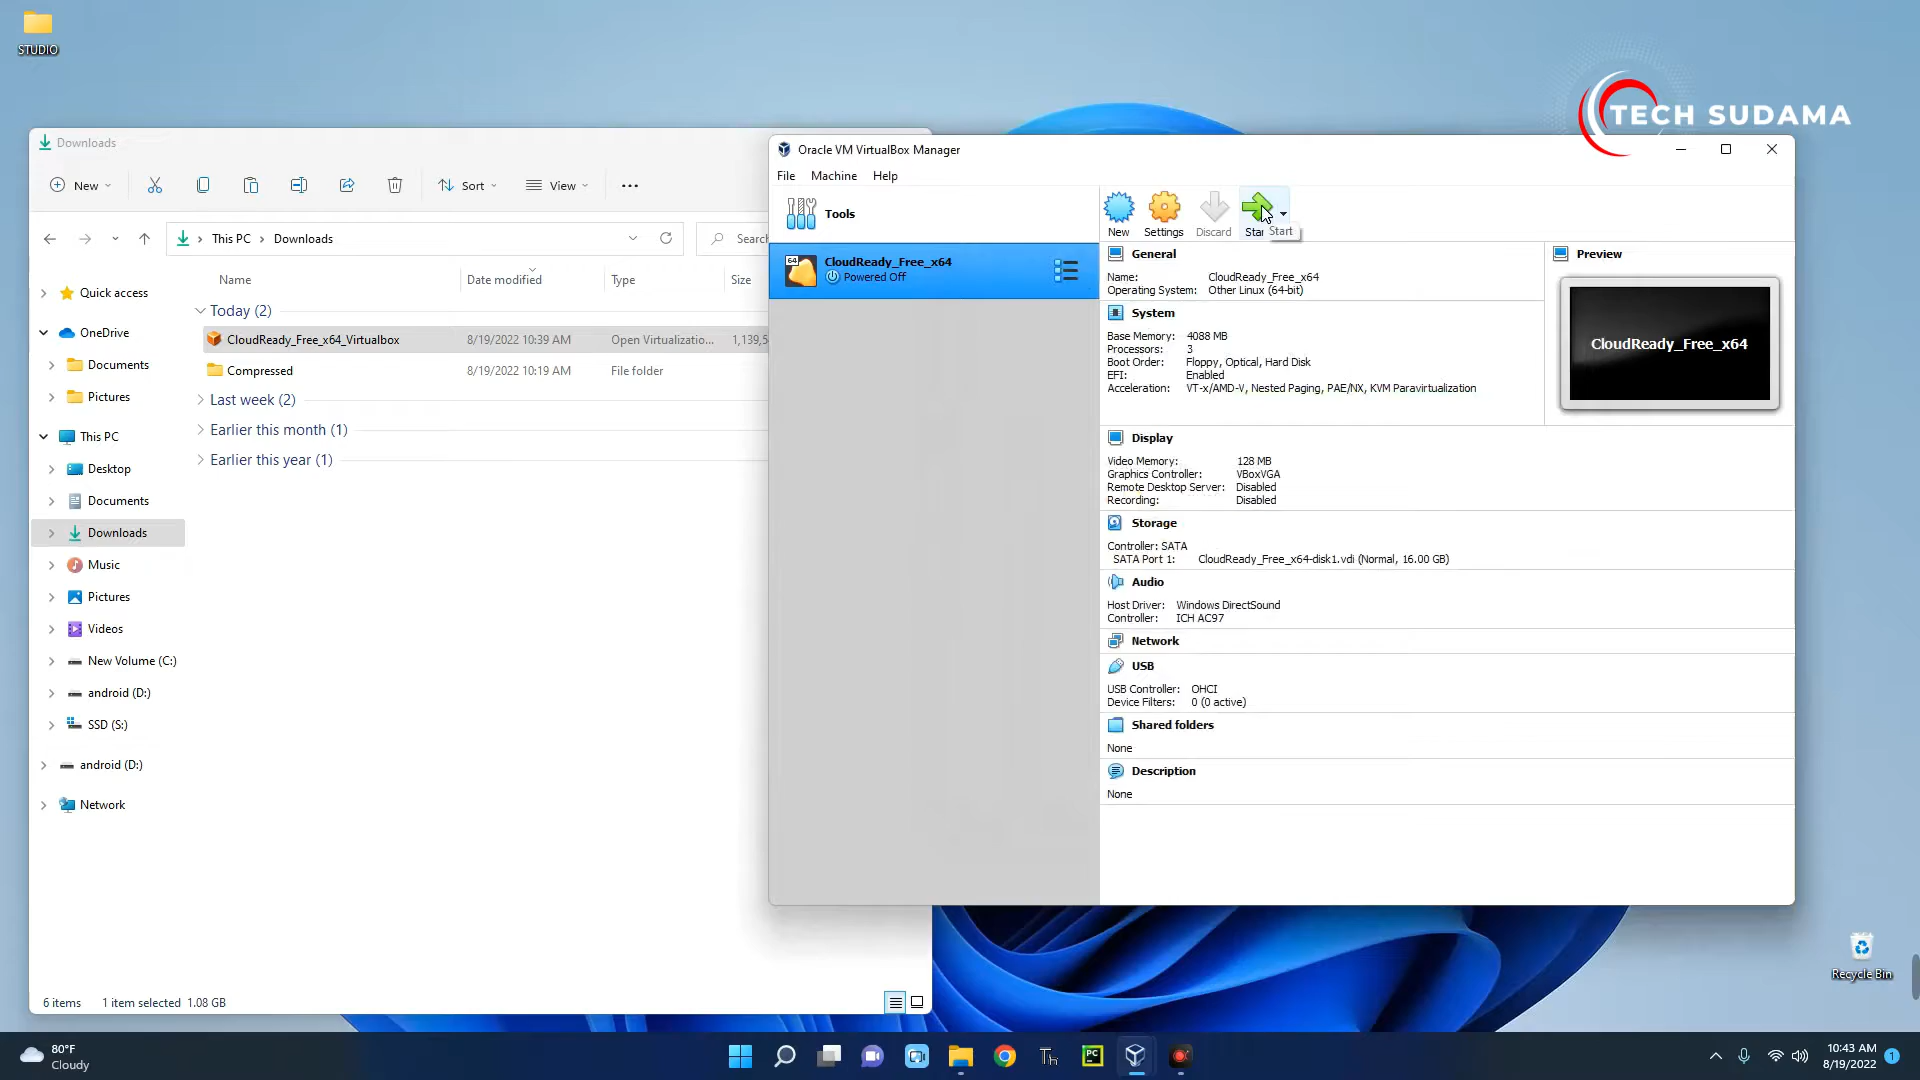 STUDIO
TECH SUDAMA
Downloads
New
Sort
View
This PC
Downloads
Search
Name
Date modified
Type
Size
Quick access
OneDrive
Documents
Pictures
This PC
Desktop
Documents
Downloads
Music
Pictures
Videos
New Volume (C:)
android (D:)
SSD (S:)
android (D:)
Network
Today (2)
CloudReady_Free_x64_Virtualbox 8/19/2022 10:39 AM Open Virtualizatio... 1,139,5
Compressed 8/19/2022 10:19 AM File folder
Last week (2)
Earlier this month (1)
Earlier this year (1)
6 items 1 item selected 1.08 GB
Oracle VM VirtualBox Manager
File Machine Help
Tools
64
CloudReady_Free_x64
Powered Off
New Settings Discard Start
General
Name: CloudReady_Free_x64
Operating System: Other Linux (64-bit)
System
Base Memory: 4088 MB
Processors: 3
Boot Order: Floppy, Optical, Hard Disk
EFI: Enabled
Acceleration: VT-x/AMD-V, Nested Paging, PAE/NX, KVM Paravirtualization
Preview
CloudReady_Free_x64
Display
Video Memory: 128 MB
Graphics Controller: VBoxVGA
Remote Desktop Server: Disabled
Recording: Disabled
Storage
Controller: SATA
SATA Port 1: CloudReady_Free_x64-disk1.vdi (Normal, 16.00 GB)
Audio
Host Driver: Windows DirectSound
Controller: ICH AC97
Network
USB
USB Controller: OHCI
Device Filters: 0 (0 active)
Shared folders
None
Description
None
Recycle Bin
80°F
Cloudy
Th
PC
10:43 AM
8/19/2022
1